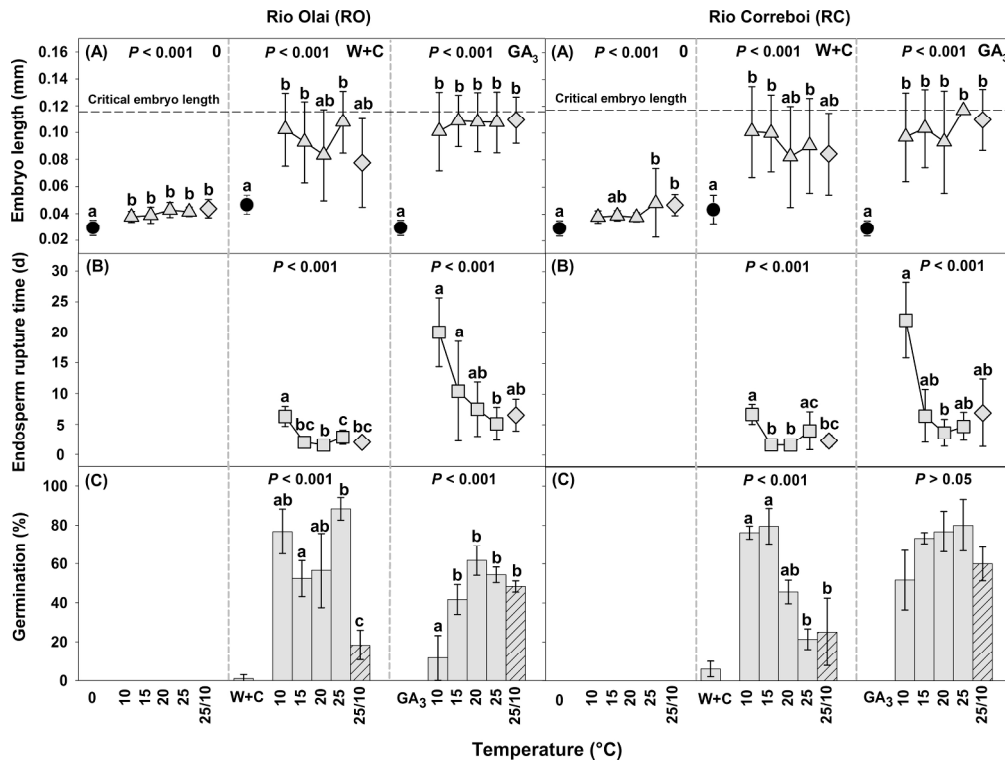 Rio Olai (RO)
Rio Correboi (RC)
(A) P < 0.001 0 P < 0.001 W+C P < 0.001 GA3
(A) P < 0.001 0 P < 0.001 W+C P < 0.001 GA3
Embryo length (mm)
0.16
0.14
0.12
0.10
0.08
0.06
0.04
0.02
Critical embryo length
Critical embryo length
a b b b b b
a b b ab b ab
a b b b b b
a ab b b
a b b ab b b
a b b b b b
(B) P < 0.001 P < 0.001
(B) P < 0.001 P < 0.001
Endosperm rupture time (d)
30
25
20
15
10
5
0
a bc b c bc
a a ab b ab
a b b ac bc
a ab b ab ab
(C) P < 0.001 P < 0.001
(C) P < 0.001 P > 0.05
Germination (%)
100
80
60
40
20
0
ab a ab b c
a b b b b
a a ab b b
0 10 15 20 25 25/10 W+C 10 15 20 25 25/10 GA3 10 15 20 25 25/10
0 10 15 20 25 25/10 W+C 10 15 20 25 25/10 GA3 10 15 20 25 25/10
Temperature (°C)